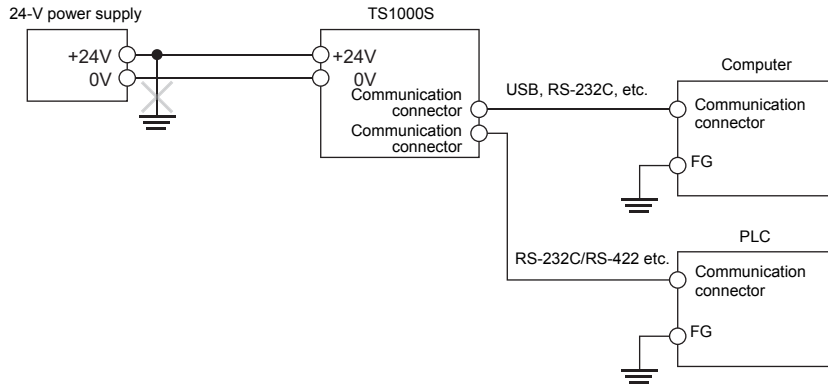 24-V power supply
TS1000S
+24V
0V
+24V
0V
Communication
connector
Communication
connector
USB, RS-232C, etc.
Computer
Communication
connector
FG
PLC
RS-232C/RS-422 etc.
Communication
connector
FG